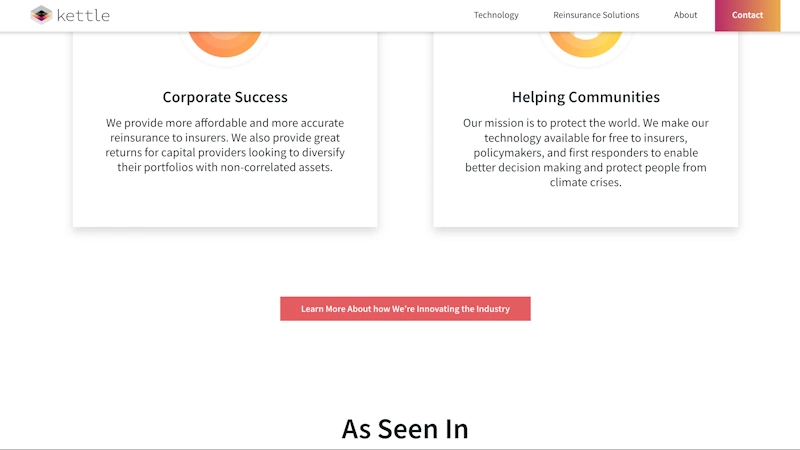 kettle
Technology
Reinsurance Solutions
About
Contact
Corporate Success
We provide more affordable and more accurate
reinsurance to insurers. We also provide great
returns for capital providers looking to diversify
their portfolios with non-correlated assets.
Helping Communities
Our mission is to protect the world. We make our
technology available for free to insurers,
policymakers, and first responders to enable
better decision making and protect people from
climate crises.
Learn More About how We're Innovating the Industry
As Seen In